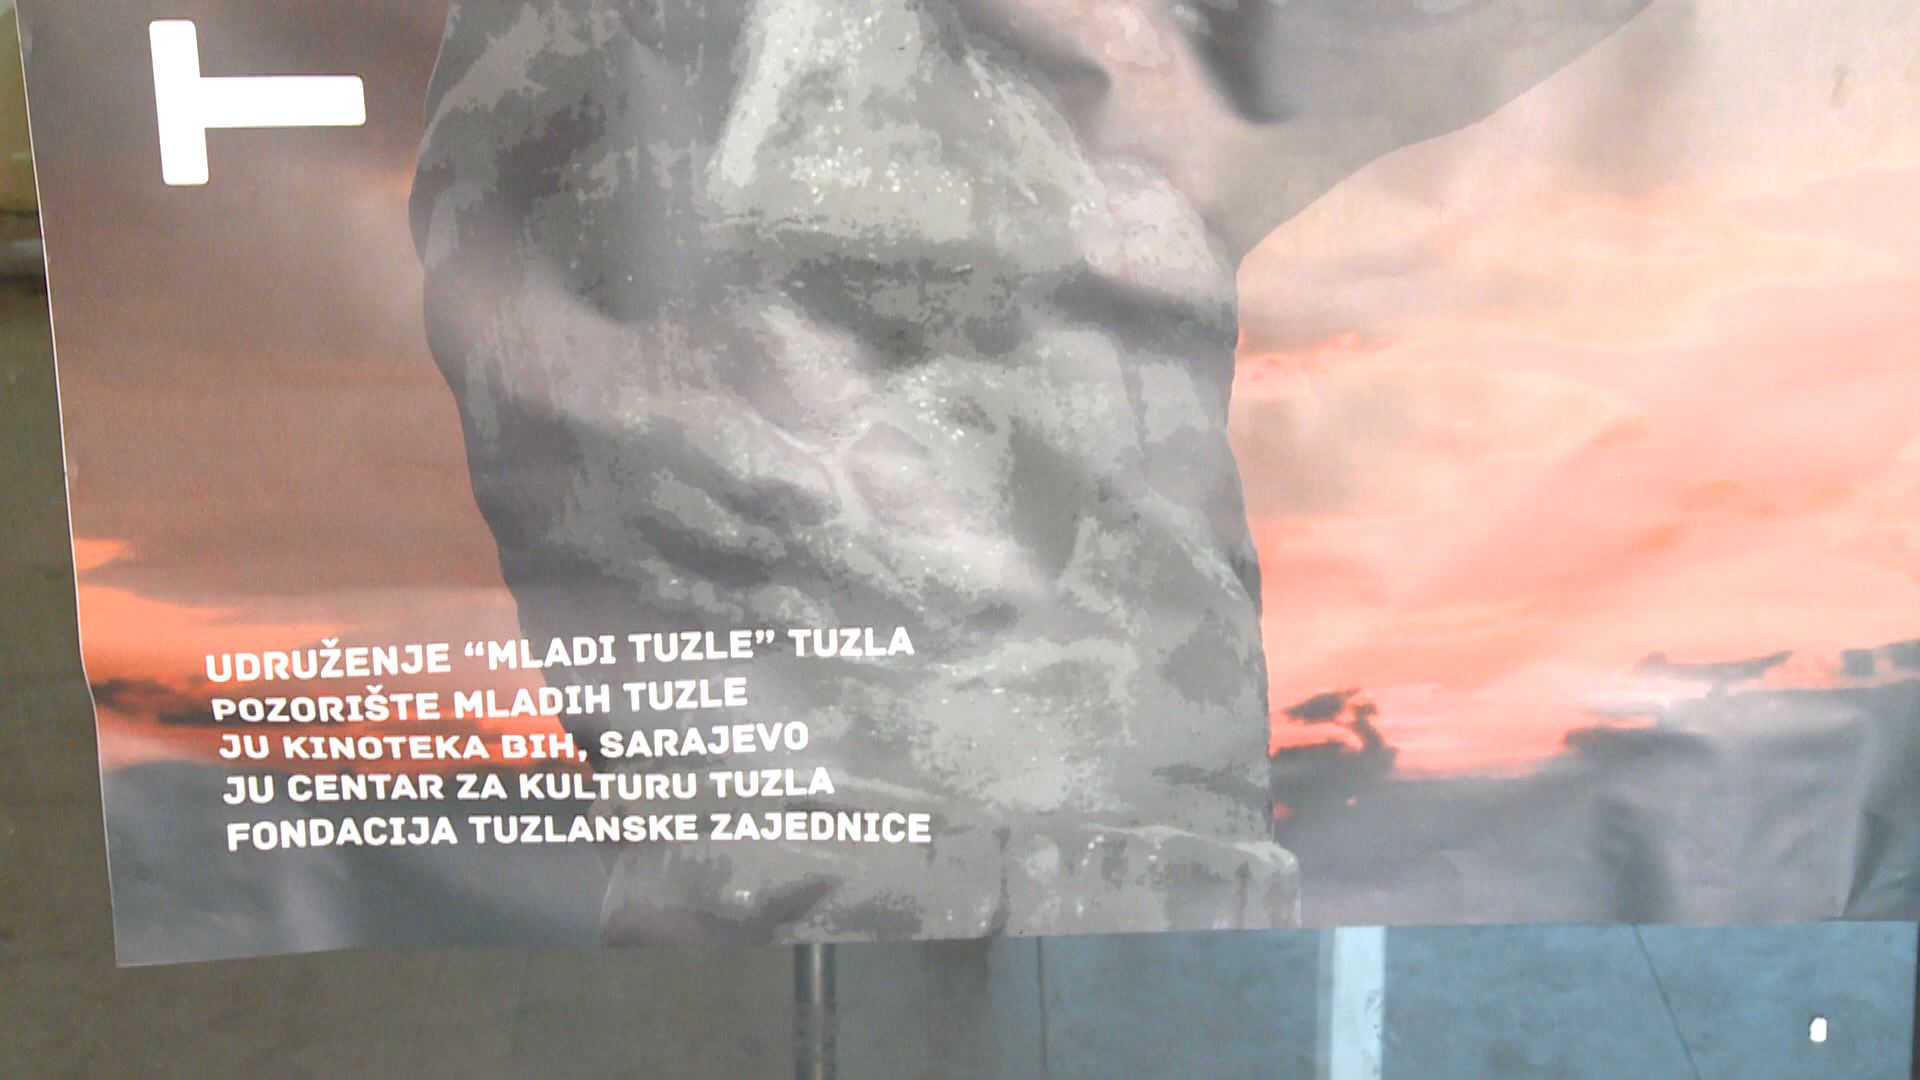 T
UDRUŽENJE “MLADI TUZLE” TUZLA
POZORIŠTE MLADIH TUZLE
JU KINOTEKA BIH, SARAJEVO
JU CENTAR ZA KULTURU TUZLA
FONDACIJA TUZLANSKE ZAJEDNICE